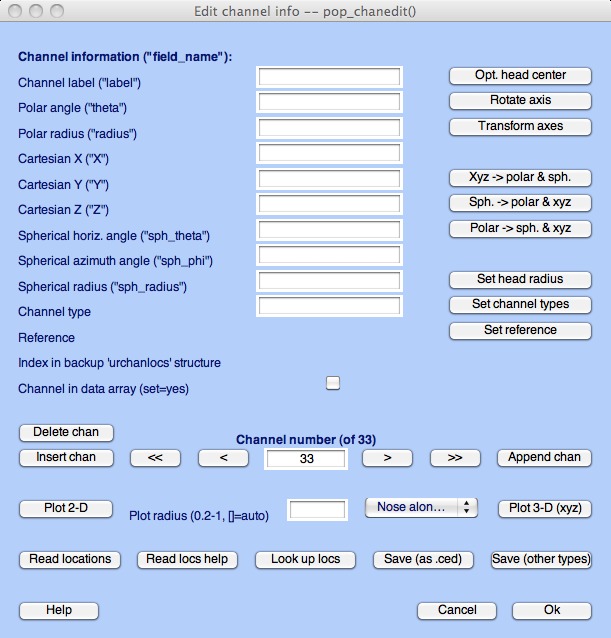 Edit channel info -- pop_chanedit()
Channel information ("field_name"):
Channel label ("label") Opt. head center
Polar angle ("theta") Rotate axis
Polar radius ("radius") Transform axes
Cartesian X ("X")
Cartesian Y ("Y") Xyz -> polar & sph.
Cartesian Z ("Z") Sph. -> polar & xyz
Spherical horiz. angle ("sph_theta") Polar -> sph. & xyz
Spherical azimuth angle ("sph_phi")
Spherical radius ("sph_radius") Set head radius
Channel type Set channel types
Reference Set reference
Index in backup 'urchanlocs' structure
Channel in data array (set=yes)
Delete chan Channel number (of 33)
Insert chan << < 33 > >> Append chan
Plot 2-D Plot radius (0.2-1, []=auto) Nose alon... Plot 3-D (xyz)
Read locations Read locs help Look up locs Save (as .ced) Save (other types)
Help Cancel Ok